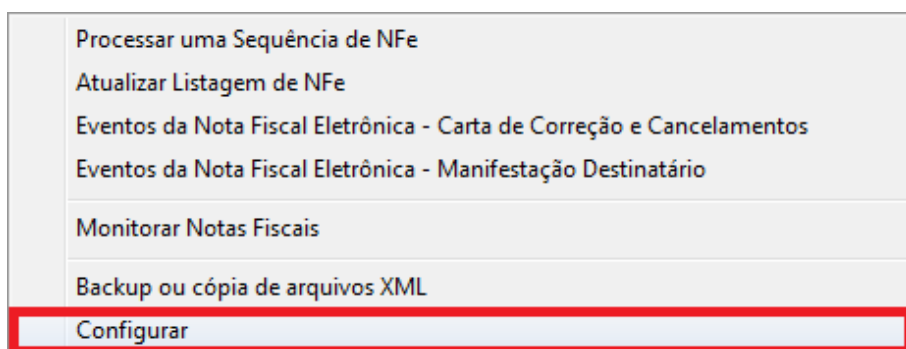 Processar uma Sequência de NFe
Atualizar Listagem de NFe
Eventos da Nota Fiscal Eletrônica - Carta de Correção e Cancelamentos
Eventos da Nota Fiscal Eletrônica - Manifestação Destinatário
Monitorar Notas Fiscais
Backup ou cópia de arquivos XML
Configurar